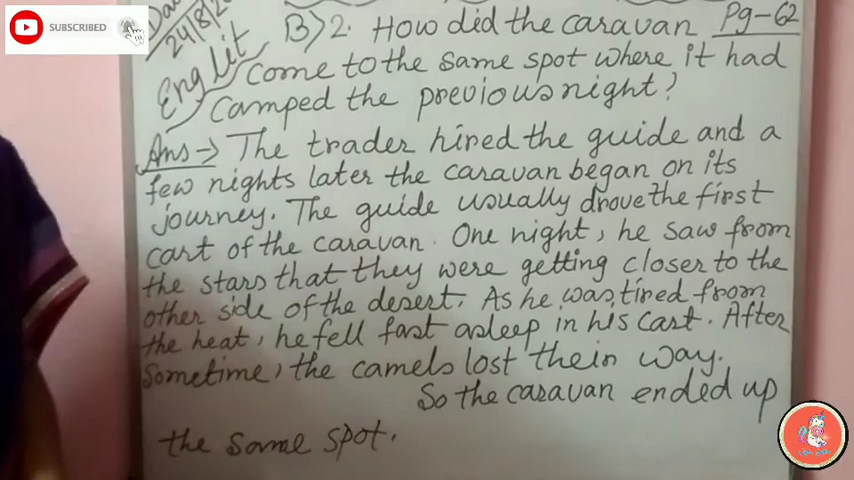 SUBSCRIBED
24/8/20
Eng Lit
B) 2. How did the caravan Pg-62
Come to the same spot where it had
Camped the previous night?
Ans → The trader hired the guide and a
few nights later the caravan began on its
journey. The guide usually drove the first
cart of the caravan. One night, he saw from
the stars that they were getting closer to the
other side of the desert. As he was tired from
the heat, he fell fast asleep in his cart. After
Sometime, the camels lost their way.
So the caravan ended up
the same spot.